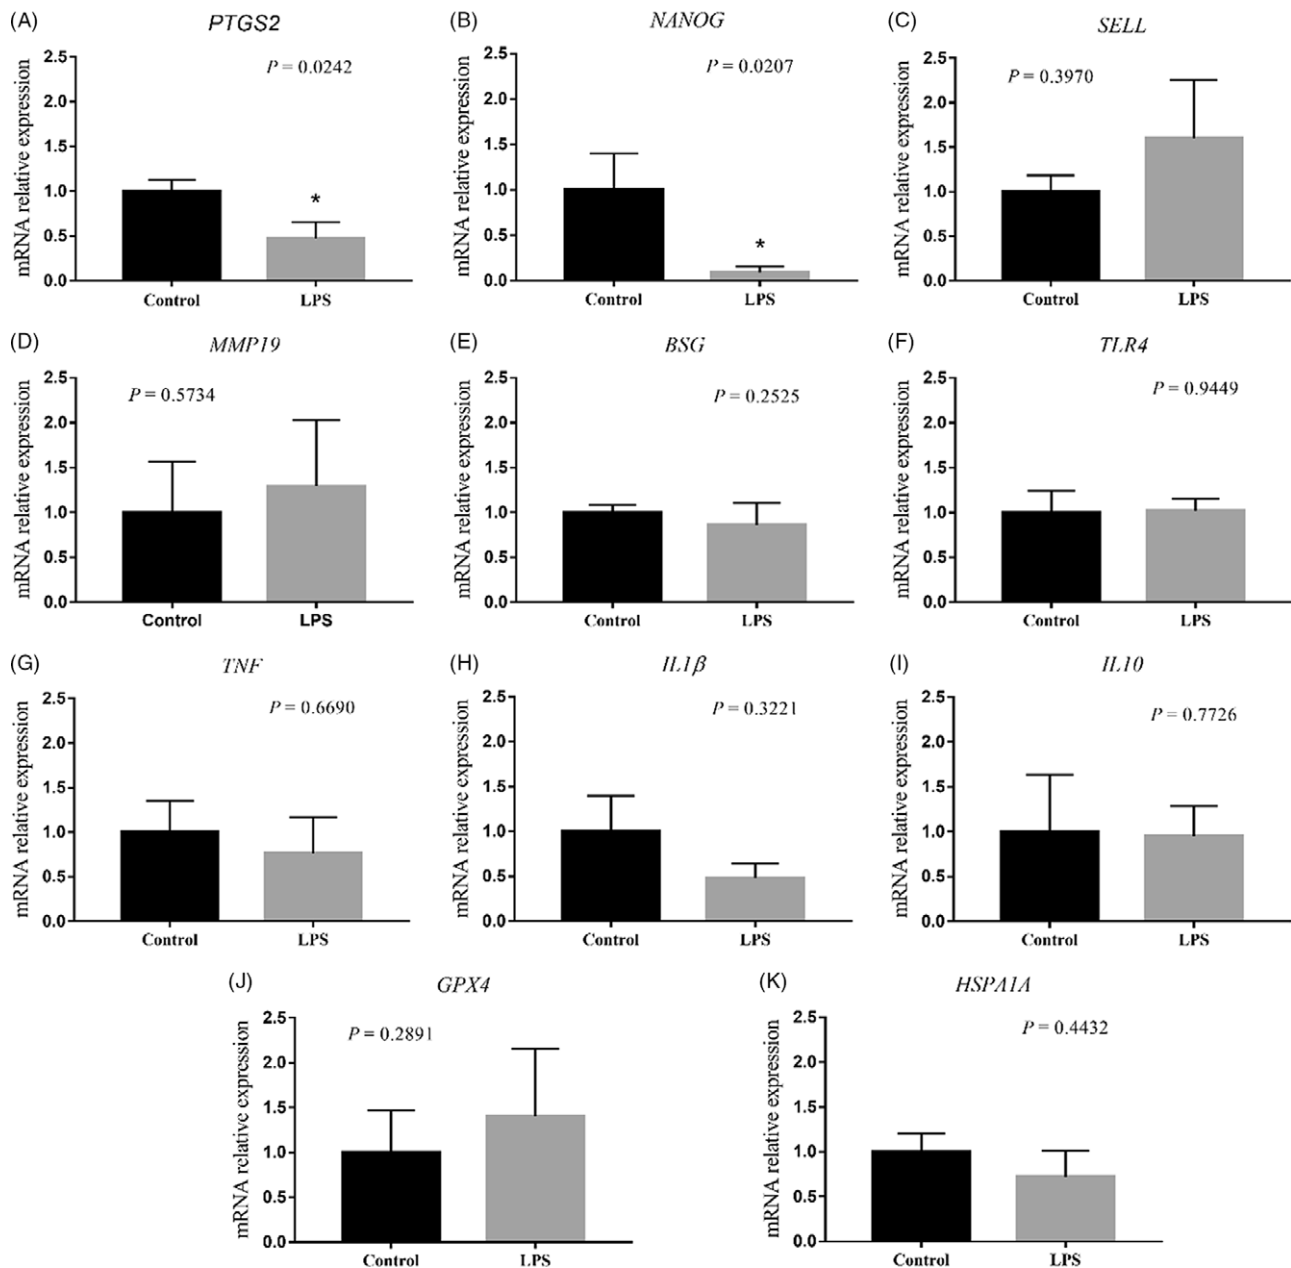 (A) PTGS2
mRNA relative expression
2.5
2.0
1.5
1.0
0.5
0.0
P = 0.0242
*
Control LPS
(B) NANOG
mRNA relative expression
2.5
2.0
1.5
1.0
0.5
0.0
P = 0.0207
*
Control LPS
(C) SELL
mRNA relative expression
2.5
2.0
1.5
1.0
0.5
0.0
P = 0.3970
Control LPS
(D) MMP19
mRNA relative expression
2.5
2.0
1.5
1.0
0.5
0.0
P = 0.5734
Control LPS
(E) BSG
mRNA relative expression
2.5
2.0
1.5
1.0
0.5
0.0
P = 0.2525
Control LPS
(F) TLR4
mRNA relative expression
2.5
2.0
1.5
1.0
0.5
0.0
P = 0.9449
Control LPS
(G) TNF
mRNA relative expression
2.5
2.0
1.5
1.0
0.5
0.0
P = 0.6690
Control LPS
(H) IL1β
mRNA relative expression
2.5
2.0
1.5
1.0
0.5
0.0
P = 0.3221
Control LPS
(I) IL10
mRNA relative expression
2.5
2.0
1.5
1.0
0.5
0.0
P = 0.7726
Control LPS
(J) GPX4
mRNA relative expression
2.5
2.0
1.5
1.0
0.5
0.0
P = 0.2891
Control LPS
(K) HSPA1A
mRNA relative expression
2.5
2.0
1.5
1.0
0.5
0.0
P = 0.4432
Control LPS